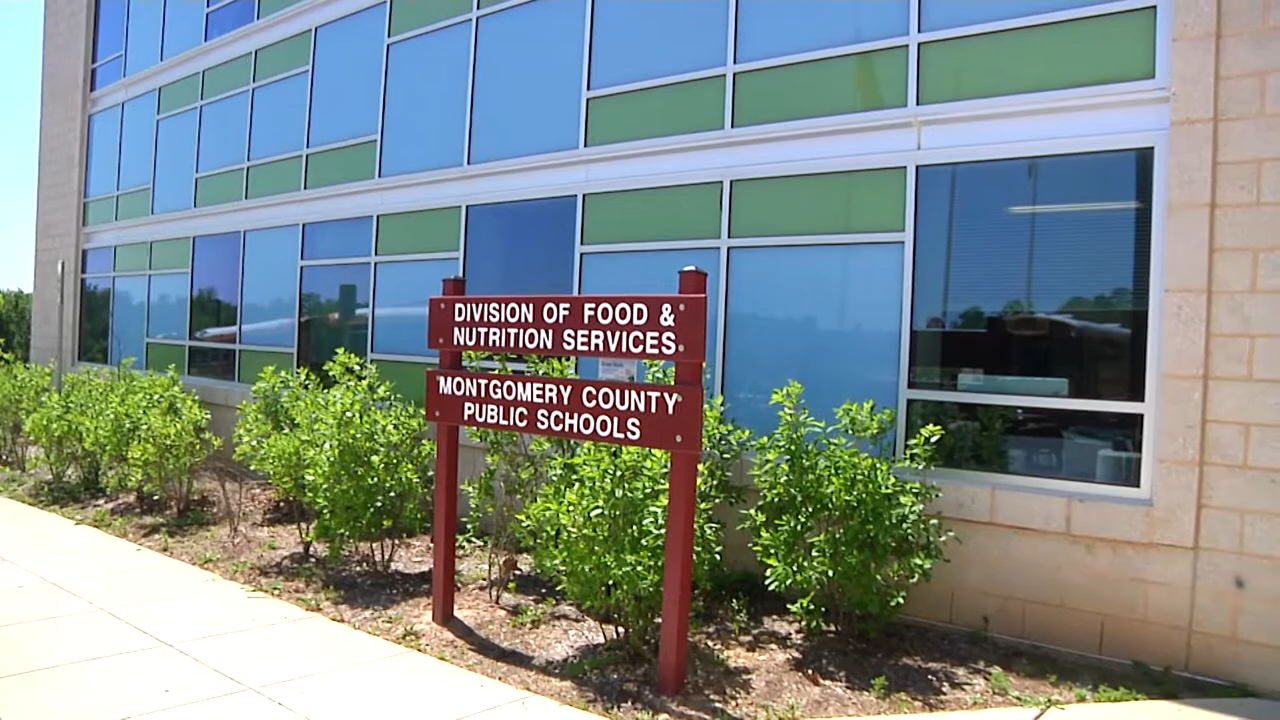 DIVISION OF FOOD &
NUTRITION SERVICES
MONTGOMERY COUNTY
PUBLIC SCHOOLS